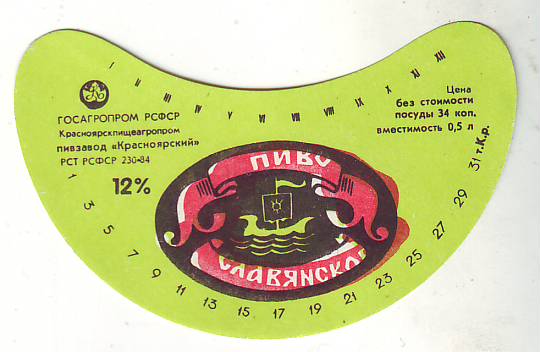 I II III IV V VI VII VIII IX X XI XII
ГОСАГРОПРОМ РСФСР
Красноярскпищеагропром
пивзавод «Красноярский»
РСТ РСФСР 230-84
12%
Цена
без стоимости
посуды 34 коп.
вместимость 0,5 л
ПИВО
СЛАВЯНСКОЕ
1 3 5 7 9 11 13 15 17 19 21 23 25 27 29 31 т.К.р.